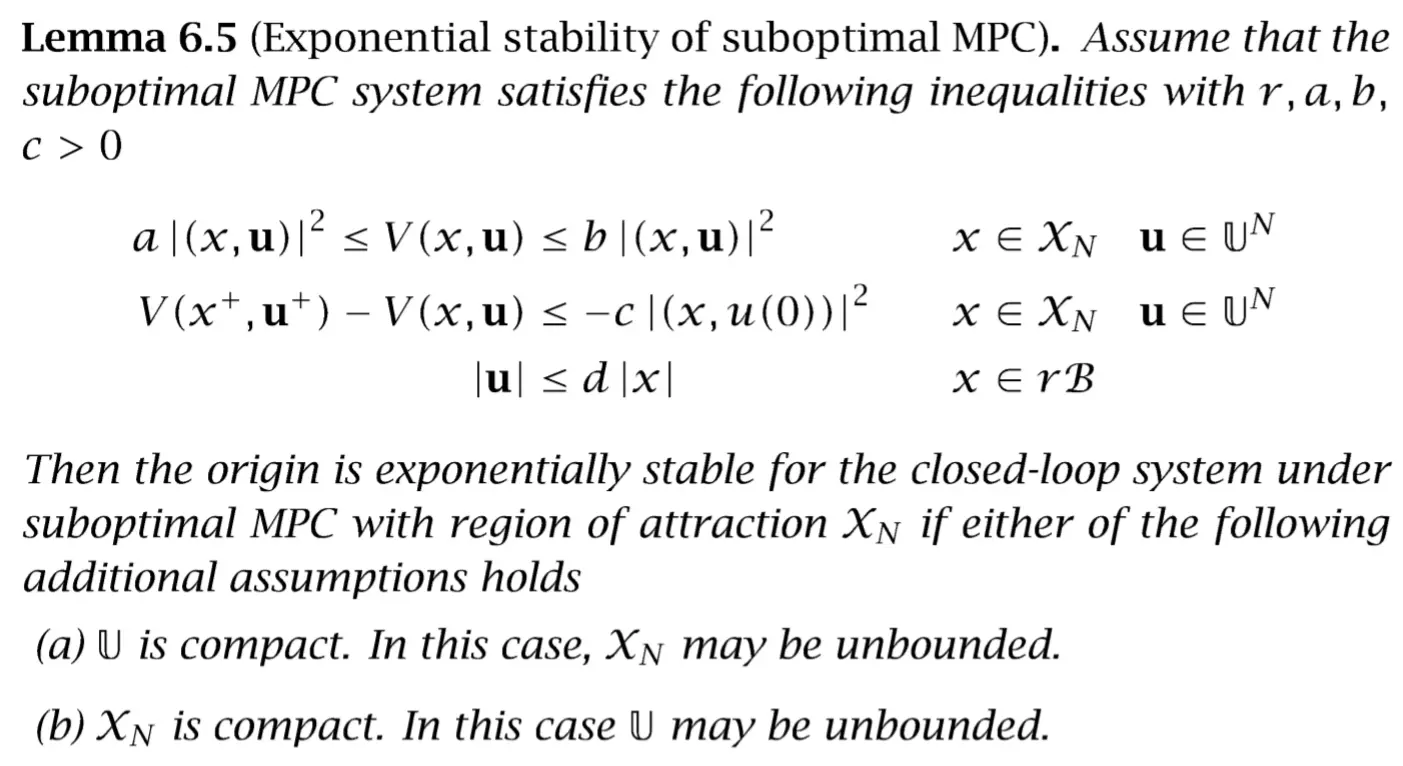 Lemma 6.5 (Exponential stability of suboptimal MPC). Assume that the
suboptimal MPC system satisfies the following inequalities with r, a, b,
c > 0
a |(x, u)|² ≤ V(x, u) ≤ b |(x, u)|² x ∈ X_N u ∈ 𝕌^N
V(x⁺, u⁺) − V(x, u) ≤ −c |(x, u(0))|² x ∈ X_N u ∈ 𝕌^N
|u| ≤ d |x| x ∈ rB
Then the origin is exponentially stable for the closed-loop system under
suboptimal MPC with region of attraction X_N if either of the following
additional assumptions holds
(a) 𝕌 is compact. In this case, X_N may be unbounded.
(b) X_N is compact. In this case 𝕌 may be unbounded.